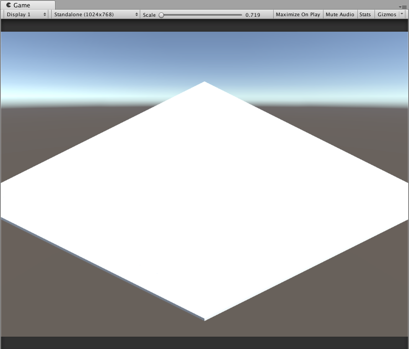 Game
Display 1 Standalone (1024x768) Scale 0.719 Maximize On Play Mute Audio Stats Gizmos